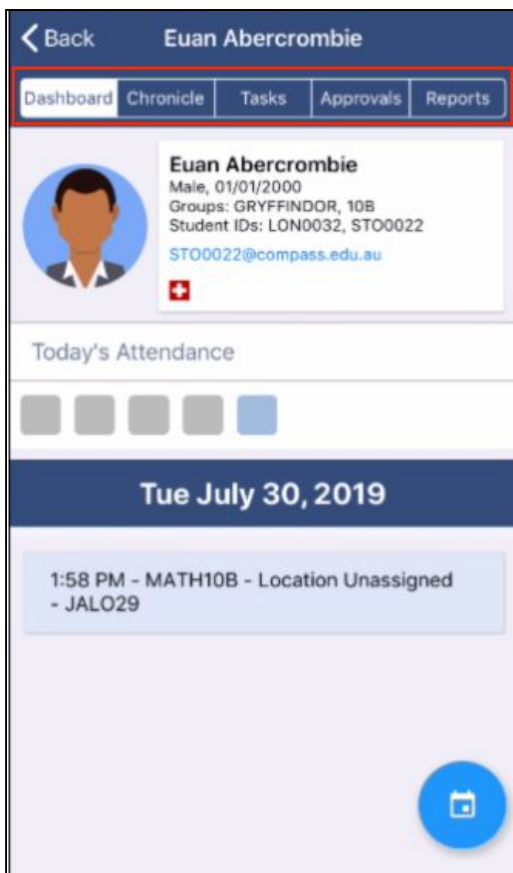 Back Euan Abercrombie
Dashboard Chronicle Tasks Approvals Reports
Euan Abercrombie
Male, 01/01/2000
Groups: GRYFFINDOR, 10B
Student IDs: LON0032, STO0022
STO0022@compass.edu.au
Today's Attendance
Tue July 30, 2019
1:58 PM - MATH10B - Location Unassigned
- JALO29